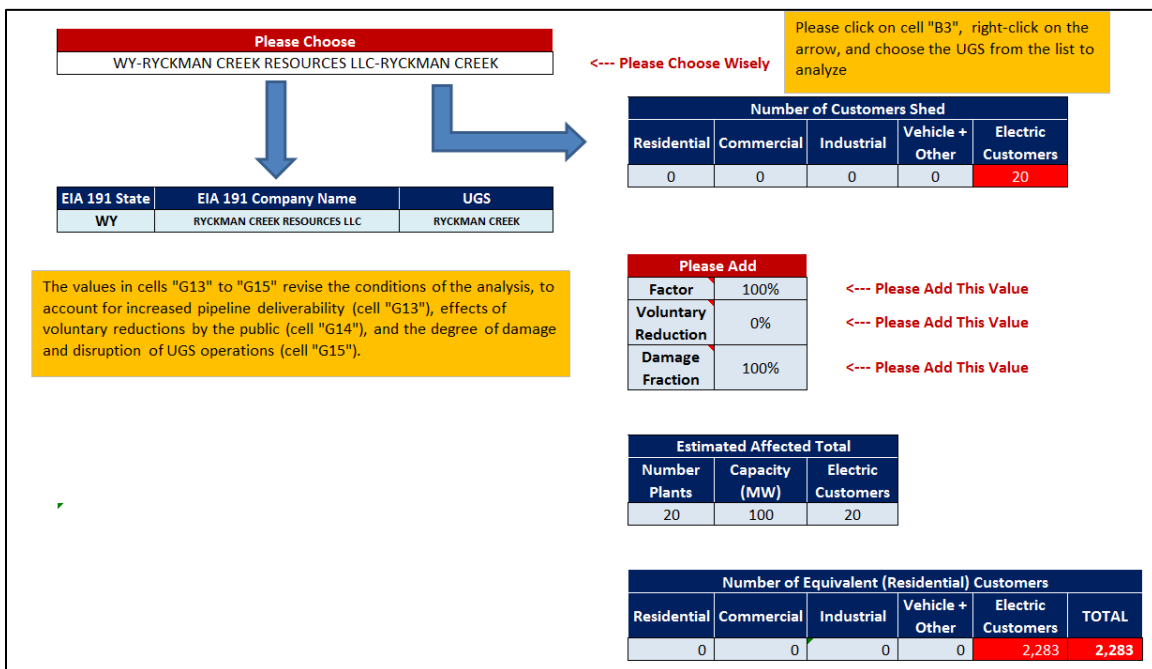 Please Choose
WY-RYCKMAN CREEK RESOURCES LLC-RYCKMAN CREEK
<--- Please Choose Wisely
Please click on cell "B3", right-click on the
arrow, and choose the UGS from the list to
analyze
Number of Customers Shed
Residential Commercial Industrial Vehicle + Other Electric Customers
0 0 0 0 20
EIA 191 State EIA 191 Company Name UGS
WY RYCKMAN CREEK RESOURCES LLC RYCKMAN CREEK
The values in cells "G13" to "G15" revise the conditions of the analysis, to
account for increased pipeline deliverability (cell "G13"), effects of
voluntary reductions by the public (cell "G14"), and the degree of damage
and disruption of UGS operations (cell "G15").
Please Add
Factor 100% <--- Please Add This Value
Voluntary Reduction 0% <--- Please Add This Value
Damage Fraction 100% <--- Please Add This Value
Estimated Affected Total
Number Plants Capacity (MW) Electric Customers
20 100 20
Number of Equivalent (Residential) Customers
Residential Commercial Industrial Vehicle + Other Electric Customers TOTAL
0 0 0 0 2,283 2,283